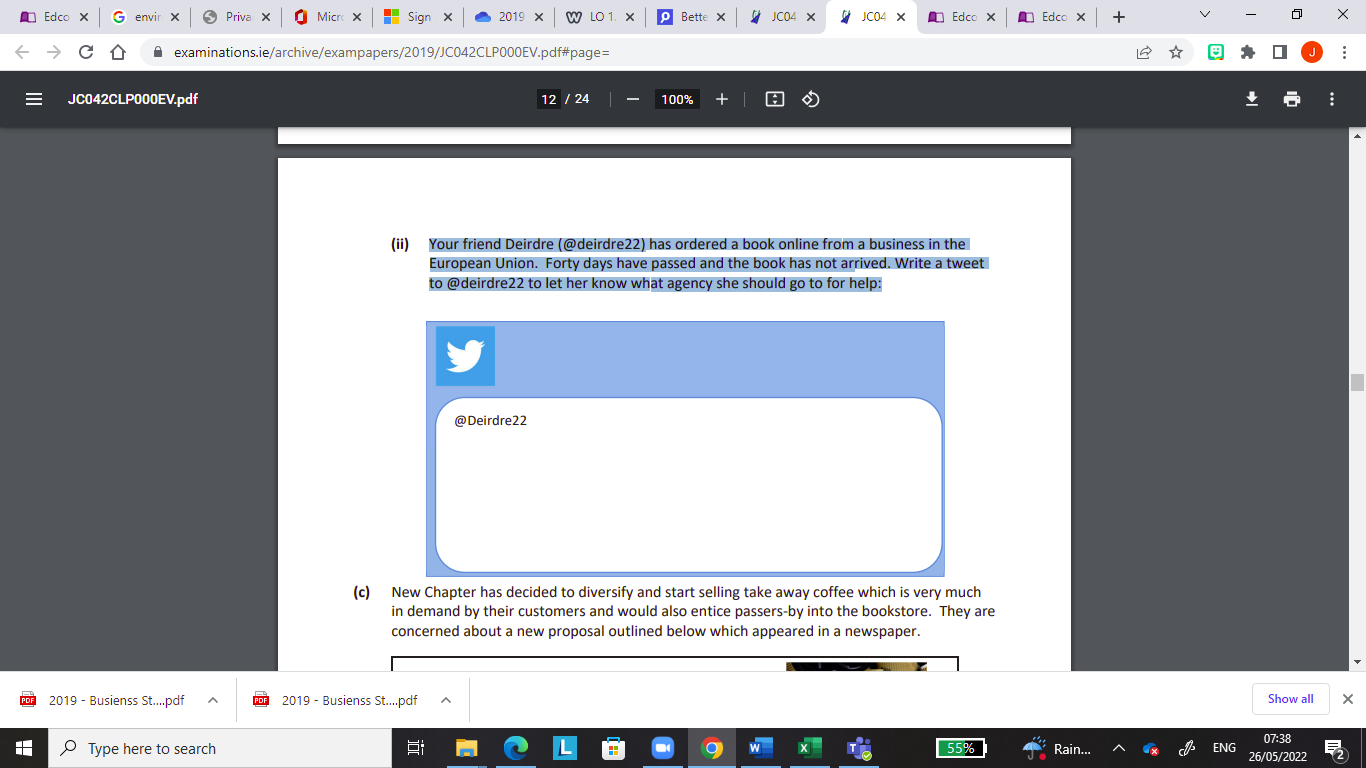 Edco
envir
Priva
Micr
Sign
2019
LO 1.
Bette
JC04
JC04
Edco
Edco
examinations.ie/archive/exampapers/2019/JC042CLP000EV.pdf#page=
J
JC042CLP000EV.pdf
12 / 24
100%
(ii) Your friend Deirdre (@deirdre22) has ordered a book online from a business in the
European Union. Forty days have passed and the book has not arrived. Write a tweet
to @deirdre22 to let her know what agency she should go to for help:
@Deirdre22
(c) New Chapter has decided to diversify and start selling take away coffee which is very much
in demand by their customers and would also entice passers-by into the bookstore. They are
concerned about a new proposal outlined below which appeared in a newspaper.
PDF 2019 - Busienss St....pdf
PDF 2019 - Busienss St....pdf
Show all
Type here to search
L
W
X
55%
Rain...
ENG
07:38
26/05/2022
2